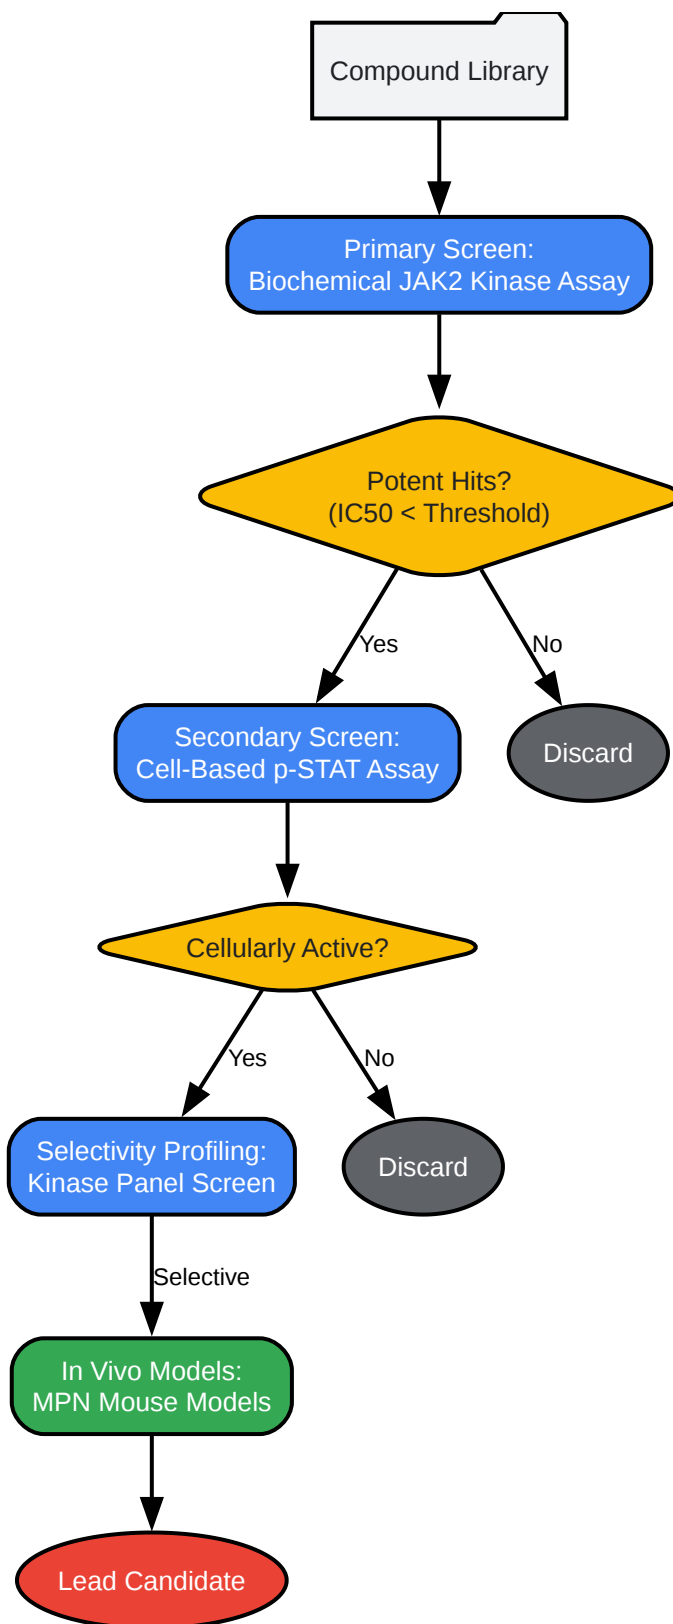 Compound Library
Primary Screen:
Biochemical JAK2 Kinase Assay
Potent Hits?
(IC50 < Threshold)
Yes
No
Secondary Screen:
Cell-Based p-STAT Assay
Discard
Cellularly Active?
Yes
No
Selectivity Profiling:
Kinase Panel Screen
Discard
Selective
In Vivo Models:
MPN Mouse Models
Lead Candidate